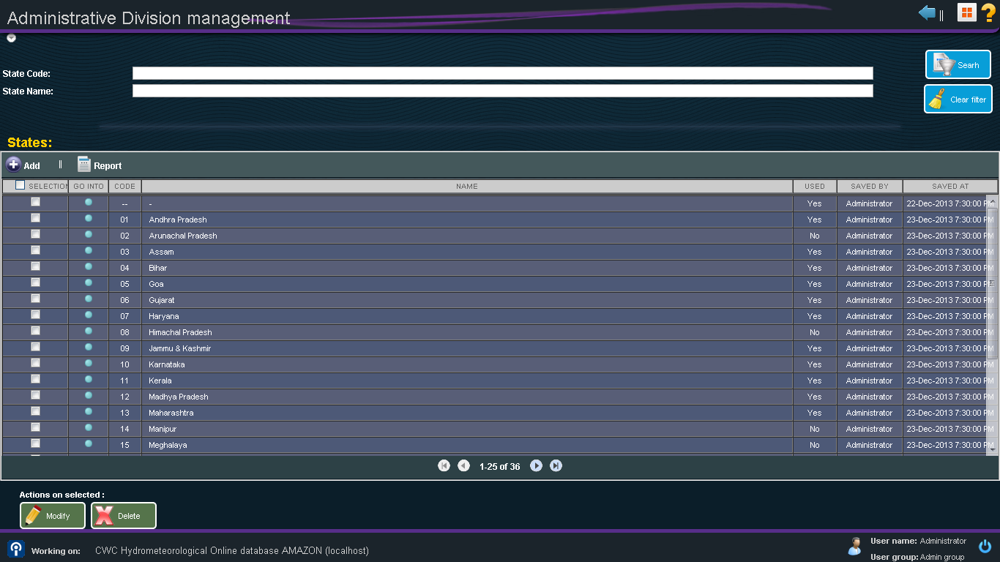 Administrative Division management
State Code:
Searh
State Name:
Clear filter
States:
Add || Report
SELECTION GO INTO CODE NAME USED SAVED BY SAVED AT
-- - Yes Administrator 22-Dec-2013 7:30:00 PM
01 Andhra Pradesh Yes Administrator 23-Dec-2013 7:30:00 PM
02 Arunachal Pradesh No Administrator 23-Dec-2013 7:30:00 PM
03 Assam Yes Administrator 23-Dec-2013 7:30:00 PM
04 Bihar Yes Administrator 23-Dec-2013 7:30:00 PM
05 Goa Yes Administrator 23-Dec-2013 7:30:00 PM
06 Gujarat Yes Administrator 23-Dec-2013 7:30:00 PM
07 Haryana Yes Administrator 23-Dec-2013 7:30:00 PM
08 Himachal Pradesh No Administrator 23-Dec-2013 7:30:00 PM
09 Jammu & Kashmir Yes Administrator 23-Dec-2013 7:30:00 PM
10 Karnataka Yes Administrator 23-Dec-2013 7:30:00 PM
11 Kerala Yes Administrator 23-Dec-2013 7:30:00 PM
12 Madhya Pradesh Yes Administrator 23-Dec-2013 7:30:00 PM
13 Maharashtra Yes Administrator 23-Dec-2013 7:30:00 PM
14 Manipur No Administrator 23-Dec-2013 7:30:00 PM
15 Meghalaya No Administrator 23-Dec-2013 7:30:00 PM
1-25 of 36
Actions on selected :
Modify Delete
Working on: CWC Hydrometeorological Online database AMAZON (localhost)
User name: Administrator
User group: Admin group